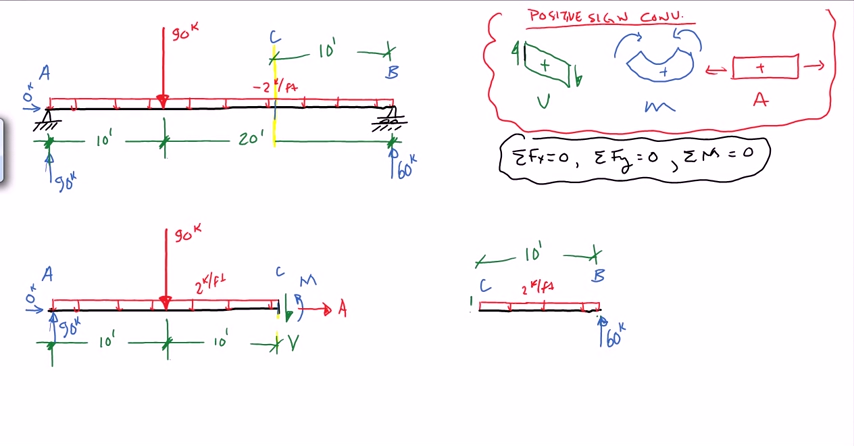 POSITIVE SIGN CONV.
90ᴷ
C
10'
A
B
0ᴷ
2ᴷ/ft
+
+
+
V
M
A
10'
20'
90ᴷ
60ᴷ
ΣFx=0, ΣFy=0, ΣM=0
90ᴷ
A
C
M
0ᴷ
2ᴷ/ft
A
90ᴷ
10'
10'
V
10'
C
B
2ᴷ/ft
60ᴷ